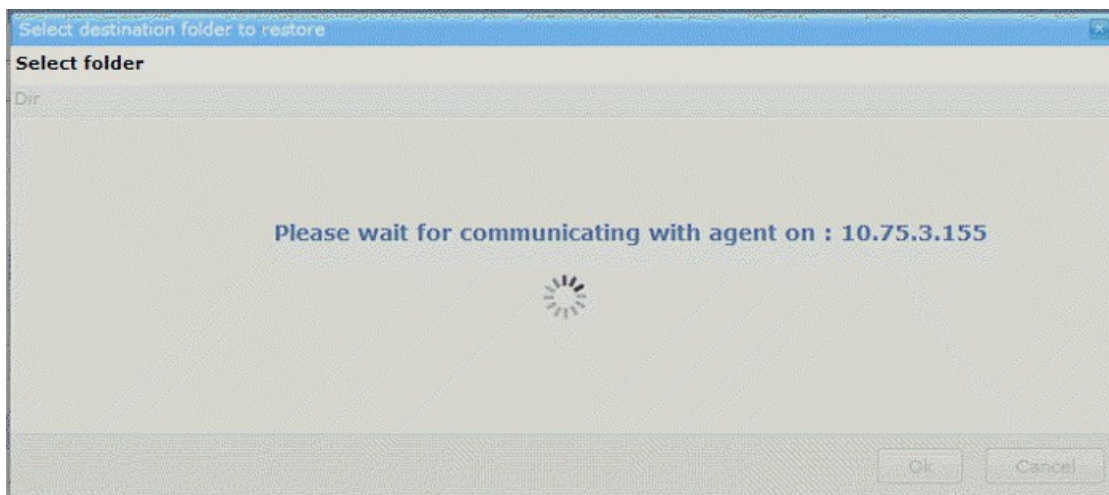 Select destination folder to restore
Select folder
Dir
Please wait for communicating with agent on : 10.75.3.155
Ok
Cancel